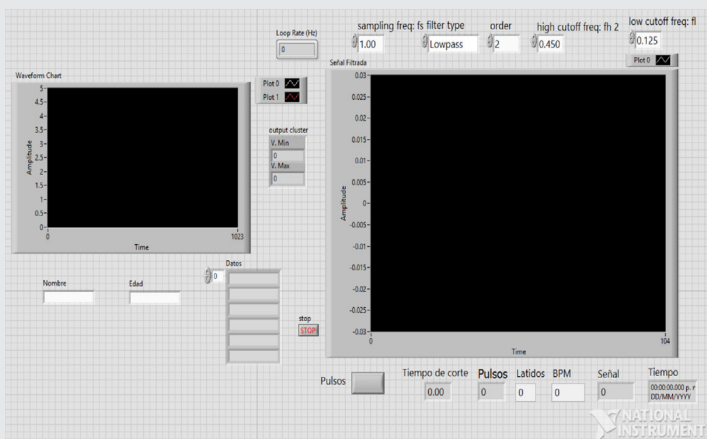 sampling freq: fs filter type order high cutoff freq: fh 2 low cutoff freq: fl
Loop Rate (Hz)
0
1.00 Lowpass 2 0.450 0.125
Plot 0
Señal Filtrada
Waveform Chart
Plot 0
Plot 1
Amplitude
5
4.5
4
3.5
3
2.5
2
1.5
1
0.5
0
0 1023
Time
output cluster
V. Min
0
V. Max
0
Amplitude
0.03
0.025
0.02
0.015
0.01
0.005
0
-0.005
-0.01
-0.015
-0.02
-0.025
-0.03
0 104
Time
Nombre Edad
Datos
0
stop
STOP
Pulsos
Tiempo de corte Pulsos Latidos BPM Señal Tiempo
0.00 0 0 0 0 00:00:00.000 p. r
DD/MM/YYYY
NATIONAL
INSTRUMENT